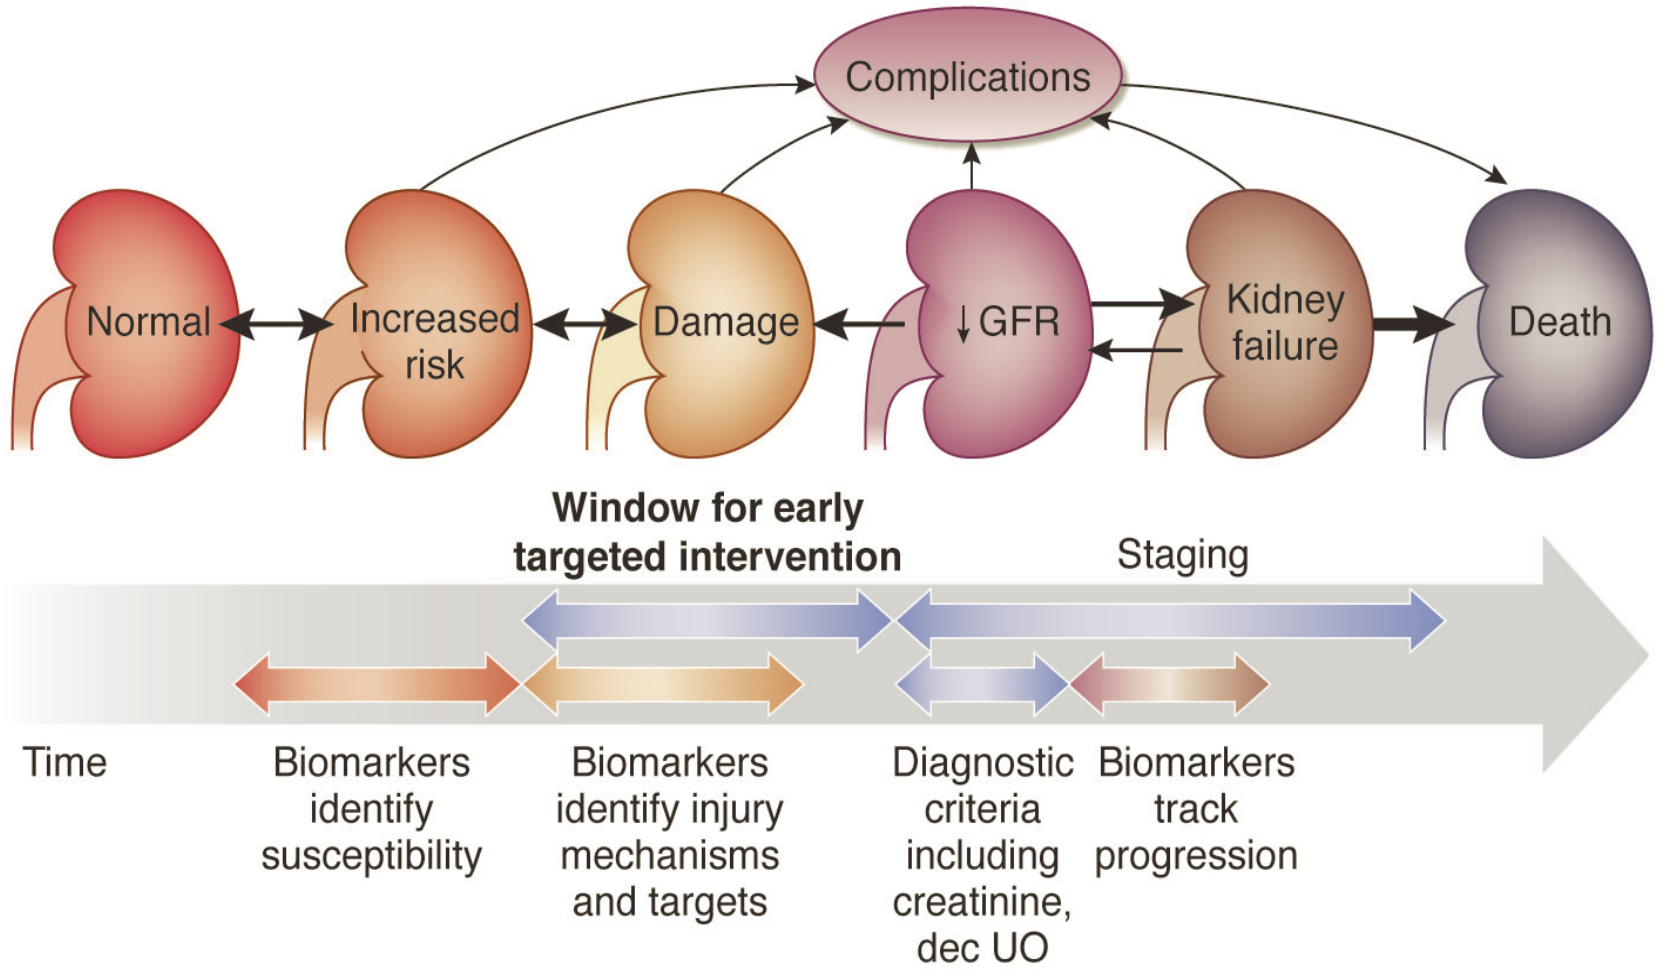 Complications
Normal
Increased
risk
Damage
↓ GFR
Kidney
failure
Death
Window for early
targeted intervention
Staging
Time
Biomarkers
identify
susceptibility
Biomarkers
identify injury
mechanisms
and targets
Diagnostic
criteria
including
creatinine,
dec UO
Biomarkers
track
progression